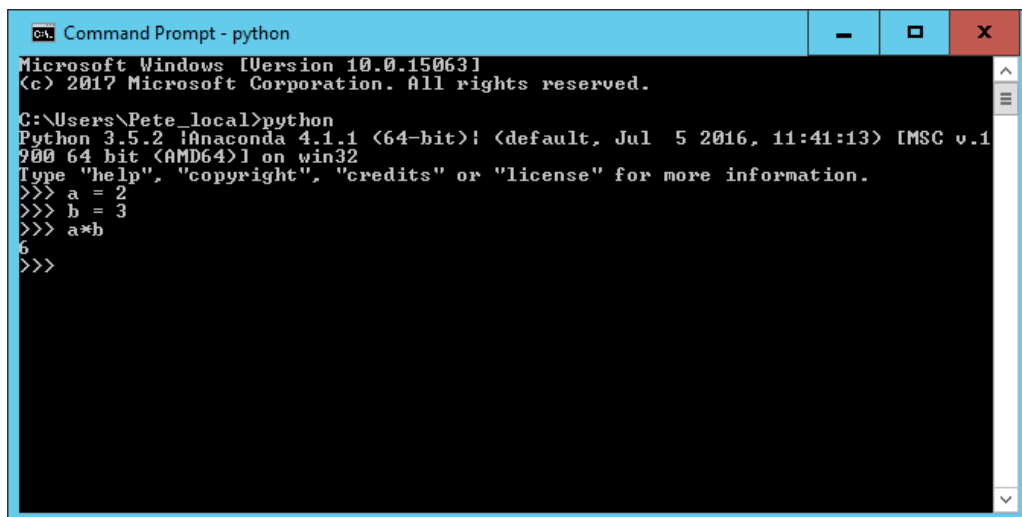 Command Prompt - python
Microsoft Windows [Version 10.0.15063]
(c) 2017 Microsoft Corporation. All rights reserved.
C:\Users\Pete_local>python
Python 3.5.2 |Anaconda 4.1.1 (64-bit)| (default, Jul  5 2016, 11:41:13) [MSC v.1
900 64 bit (AMD64)] on win32
Type "help", "copyright", "credits" or "license" for more information.
>>> a = 2
>>> b = 3
>>> a*b
6
>>>